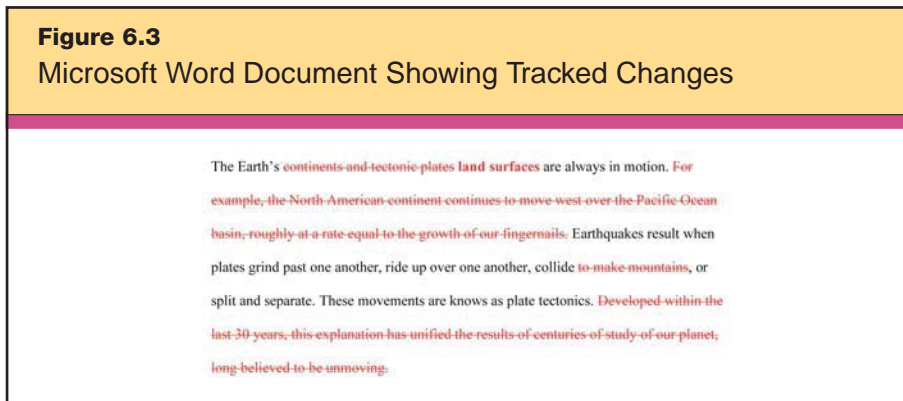 Figure 6.3
Microsoft Word Document Showing Tracked Changes
The Earth's continents and tectonic plates land surfaces are always in motion. For
example, the North American continent continues to move west over the Pacific Ocean
basin, roughly at a rate equal to the growth of our fingernails. Earthquakes result when
plates grind past one another, ride up over one another, collide to make mountains, or
split and separate. These movements are knows as plate tectonics. Developed within the
last 30 years, this explanation has unified the results of centuries of study of our planet,
long believed to be unmoving.